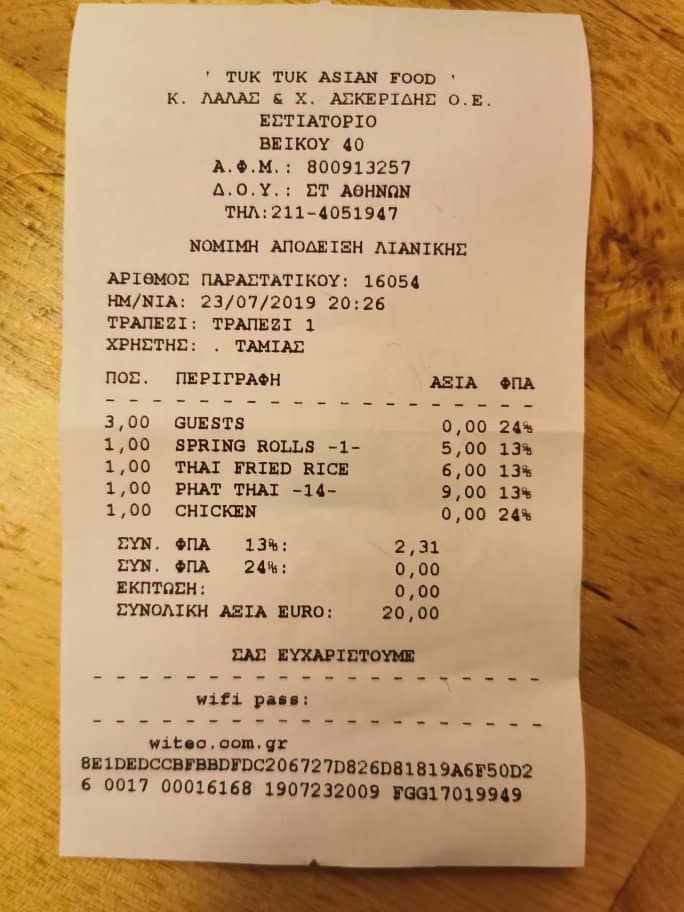 ' TUK TUK ASIAN FOOD '
Κ. ΛΑΛΑΣ & Χ. ΑΣΚΕΡΙΔΗΣ Ο.Ε.
ΕΣΤΙΑΤΟΡΙΟ
ΒΕΙΚΟΥ 40
Α.Φ.Μ.: 800913257
Δ.Ο.Υ.: ΣΤ ΑΘΗΝΩΝ
ΤΗΛ:211-4051947
ΝΟΜΙΜΗ ΑΠΟΔΕΙΞΗ ΛΙΑΝΙΚΗΣ
ΑΡΙΘΜΟΣ ΠΑΡΑΣΤΑΤΙΚΟΥ: 16054
ΗΜ/ΝΙΑ: 23/07/2019 20:26
ΤΡΑΠΕΖΙ: ΤΡΑΠΕΖΙ 1
ΧΡΗΣΤΗΣ: . ΤΑΜΙΑΣ
ΠΟΣ. ΠΕΡΙΓΡΑΦΗ ΑΞΙΑ ΦΠΑ
3,00 GUESTS 0,00 24%
1,00 SPRING ROLLS -1- 5,00 13%
1,00 THAI FRIED RICE 6,00 13%
1,00 PHAT THAI -14- 9,00 13%
1,00 CHICKEN 0,00 24%
ΣΥΝ. ΦΠΑ 13%: 2,31
ΣΥΝ. ΦΠΑ 24%: 0,00
ΕΚΠΤΩΣΗ: 0,00
ΣΥΝΟΛΙΚΗ ΑΞΙΑ EURO: 20,00
ΣΑΣ ΕΥΧΑΡΙΣΤΟΥΜΕ
wifi pass:
witec.com.gr
8E1DEDCCBFBBDFDC206727D826D81819A6F50D2
6 0017 00016168 1907232009 FGG17019949